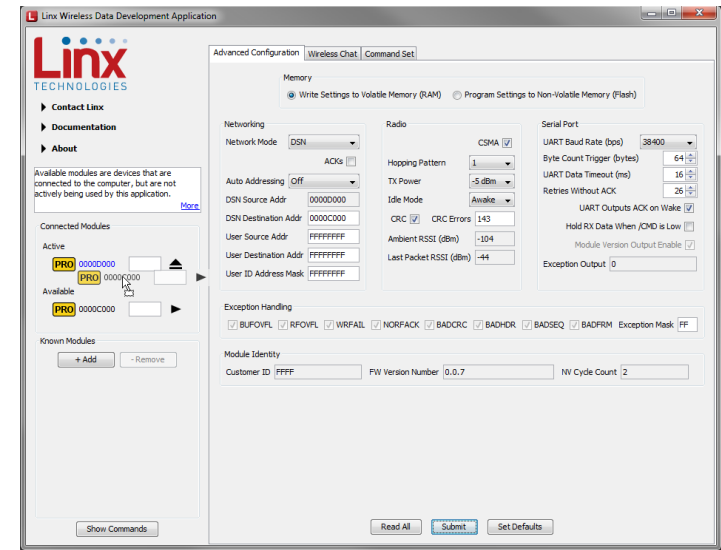 Linx Wireless Data Development Application
Linx
TECHNOLOGIES
Contact Linx
Documentation
About
Available modules are devices that are
connected to the computer, but are not
actively being used by this application.
More
Connected Modules
Active
PRO 0000D000
PRO 0000C000
Available
PRO 0000C000
Known Modules
+ Add - Remove
Show Commands
Advanced Configuration Wireless Chat Command Set
Memory
Write Settings to Volatile Memory (RAM) Program Settings to Non-Volatile Memory (Flash)
Networking
Network Mode DSN
ACKs
Auto Addressing Off
DSN Source Addr 0000D000
DSN Destination Addr 0000C000
User Source Addr FFFFFFFF
User Destination Addr FFFFFFFF
User ID Address Mask FFFFFFFF
Radio
CSMA
Hopping Pattern 1
TX Power -5 dBm
Idle Mode Awake
CRC CRC Errors 143
Ambient RSSI (dBm) -104
Last Packet RSSI (dBm) -44
Serial Port
UART Baud Rate (bps) 38400
Byte Count Trigger (bytes) 64
UART Data Timeout (ms) 16
Retries Without ACK 26
UART Outputs ACK on Wake
Hold RX Data When /CMD is Low
Module Version Output Enable
Exception Output 0
Exception Handling
BUFOVFL RFOVFL WRFAIL NORFACK BADCRC BADHDR BADSEQ BADFRM Exception Mask FF
Module Identity
Customer ID FFFF FW Version Number 0.0.7 NV Cycle Count 2
Read All Submit Set Defaults